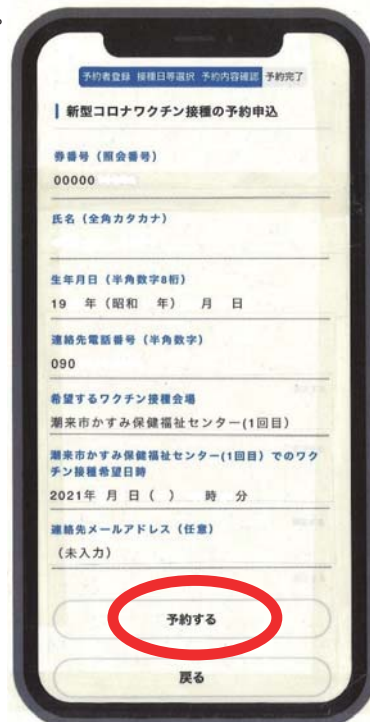 予約者登録 接種日等選択 予約内容確認 予約完了
新型コロナワクチン接種の予約申込
券番号（照会番号）
00000
氏名（全角カタカナ）
生年月日（半角数字8桁）
19 年（昭和 年） 月 日
連絡先電話番号（半角数字）
090
希望するワクチン接種会場
潮来市かすみ保健福祉センター(1回目)
潮来市かすみ保健福祉センター(1回目）でのワク
チン接種希望日時
2021年 月 日（ ） 時 分
連絡先メールアドレス（任意）
（未入力）
予約する
戻る